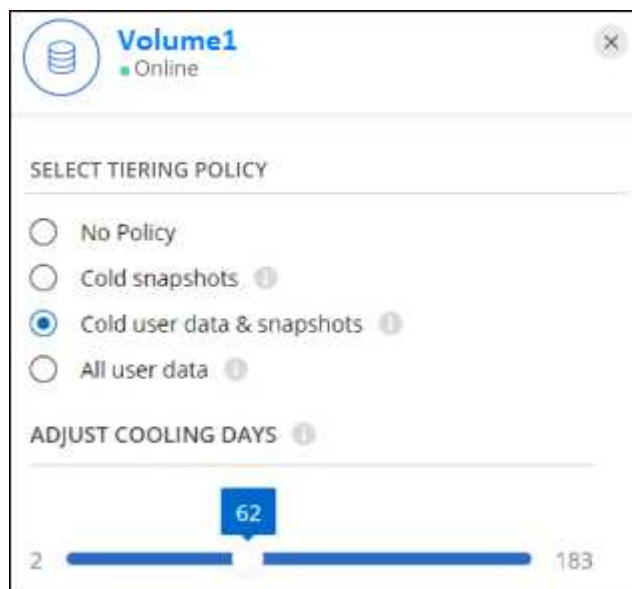 Volume1
Online
SELECT TIERING POLICY
No Policy
Cold snapshots
Cold user data & snapshots
All user data
ADJUST COOLING DAYS
62
2 183